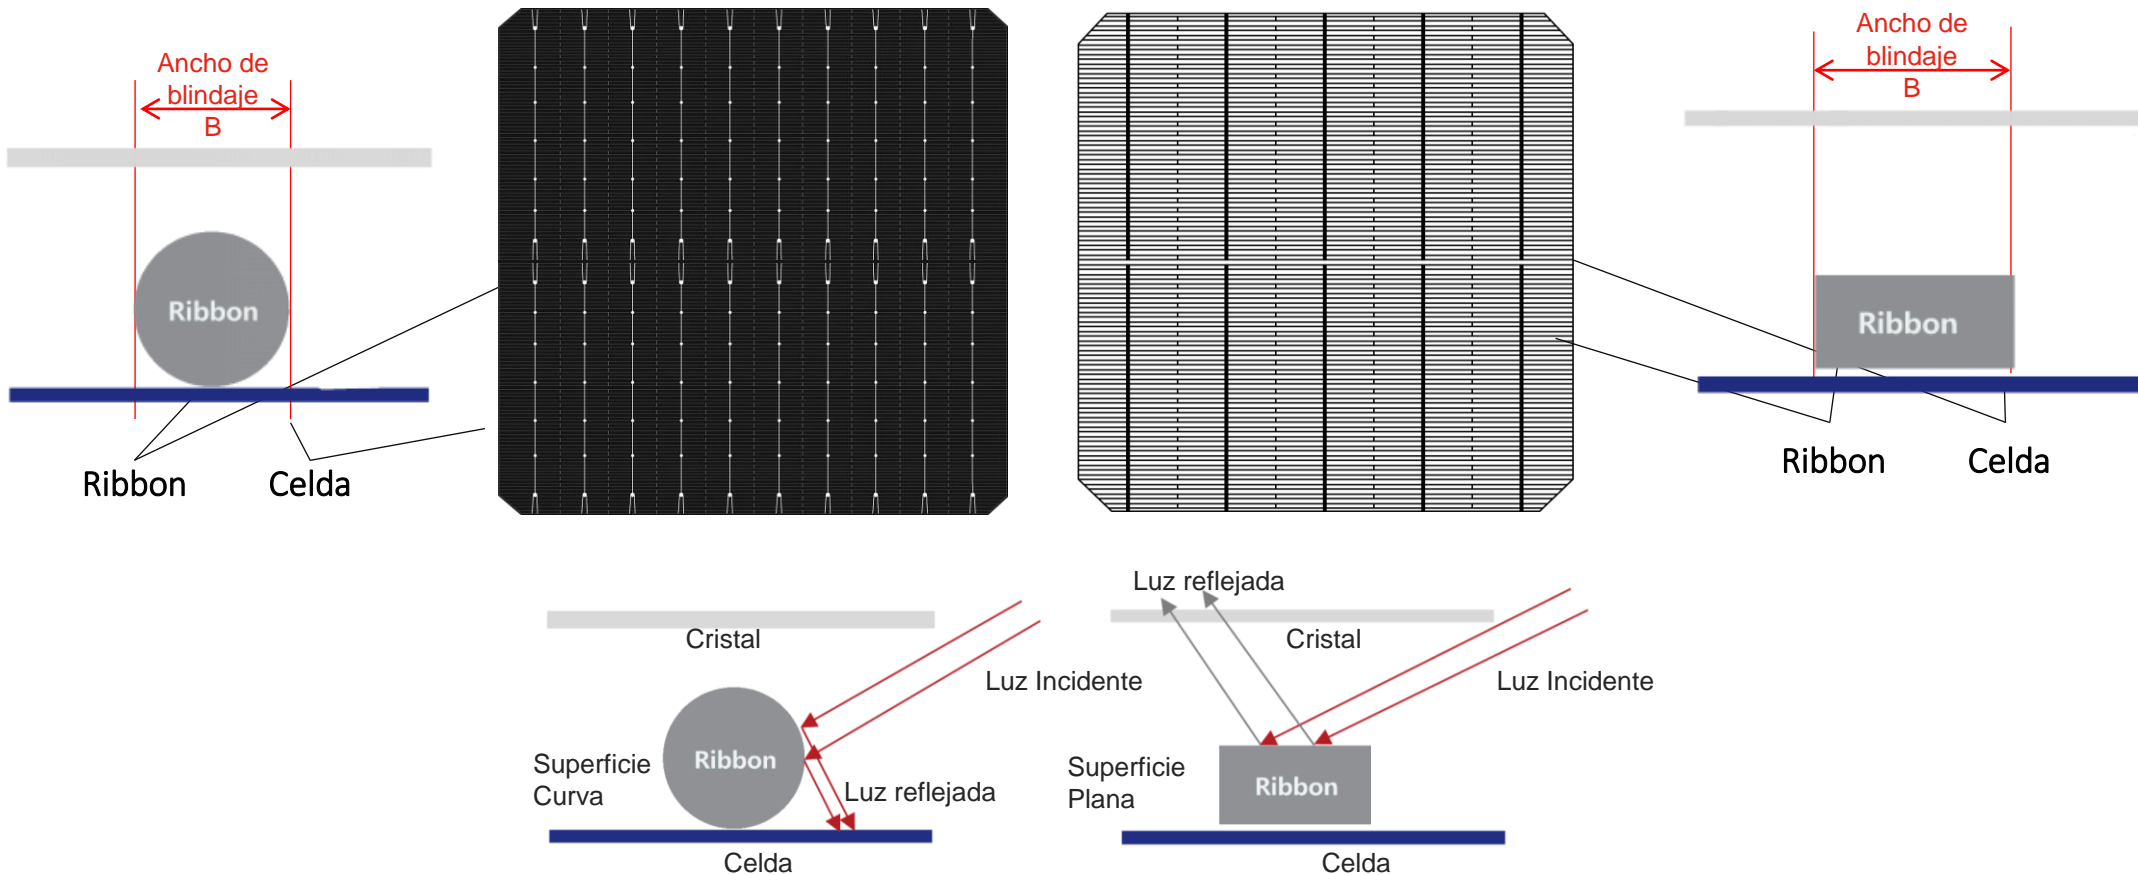 Ancho de
blindaje
B
Ribbon
Ribbon
Celda
Ancho de
blindaje
B
Ribbon
Ribbon
Celda
Cristal
Luz Incidente
Ribbon
Superficie
Curva
Luz reflejada
Celda
Luz reflejada
Cristal
Luz Incidente
Superficie
Plana
Ribbon
Celda